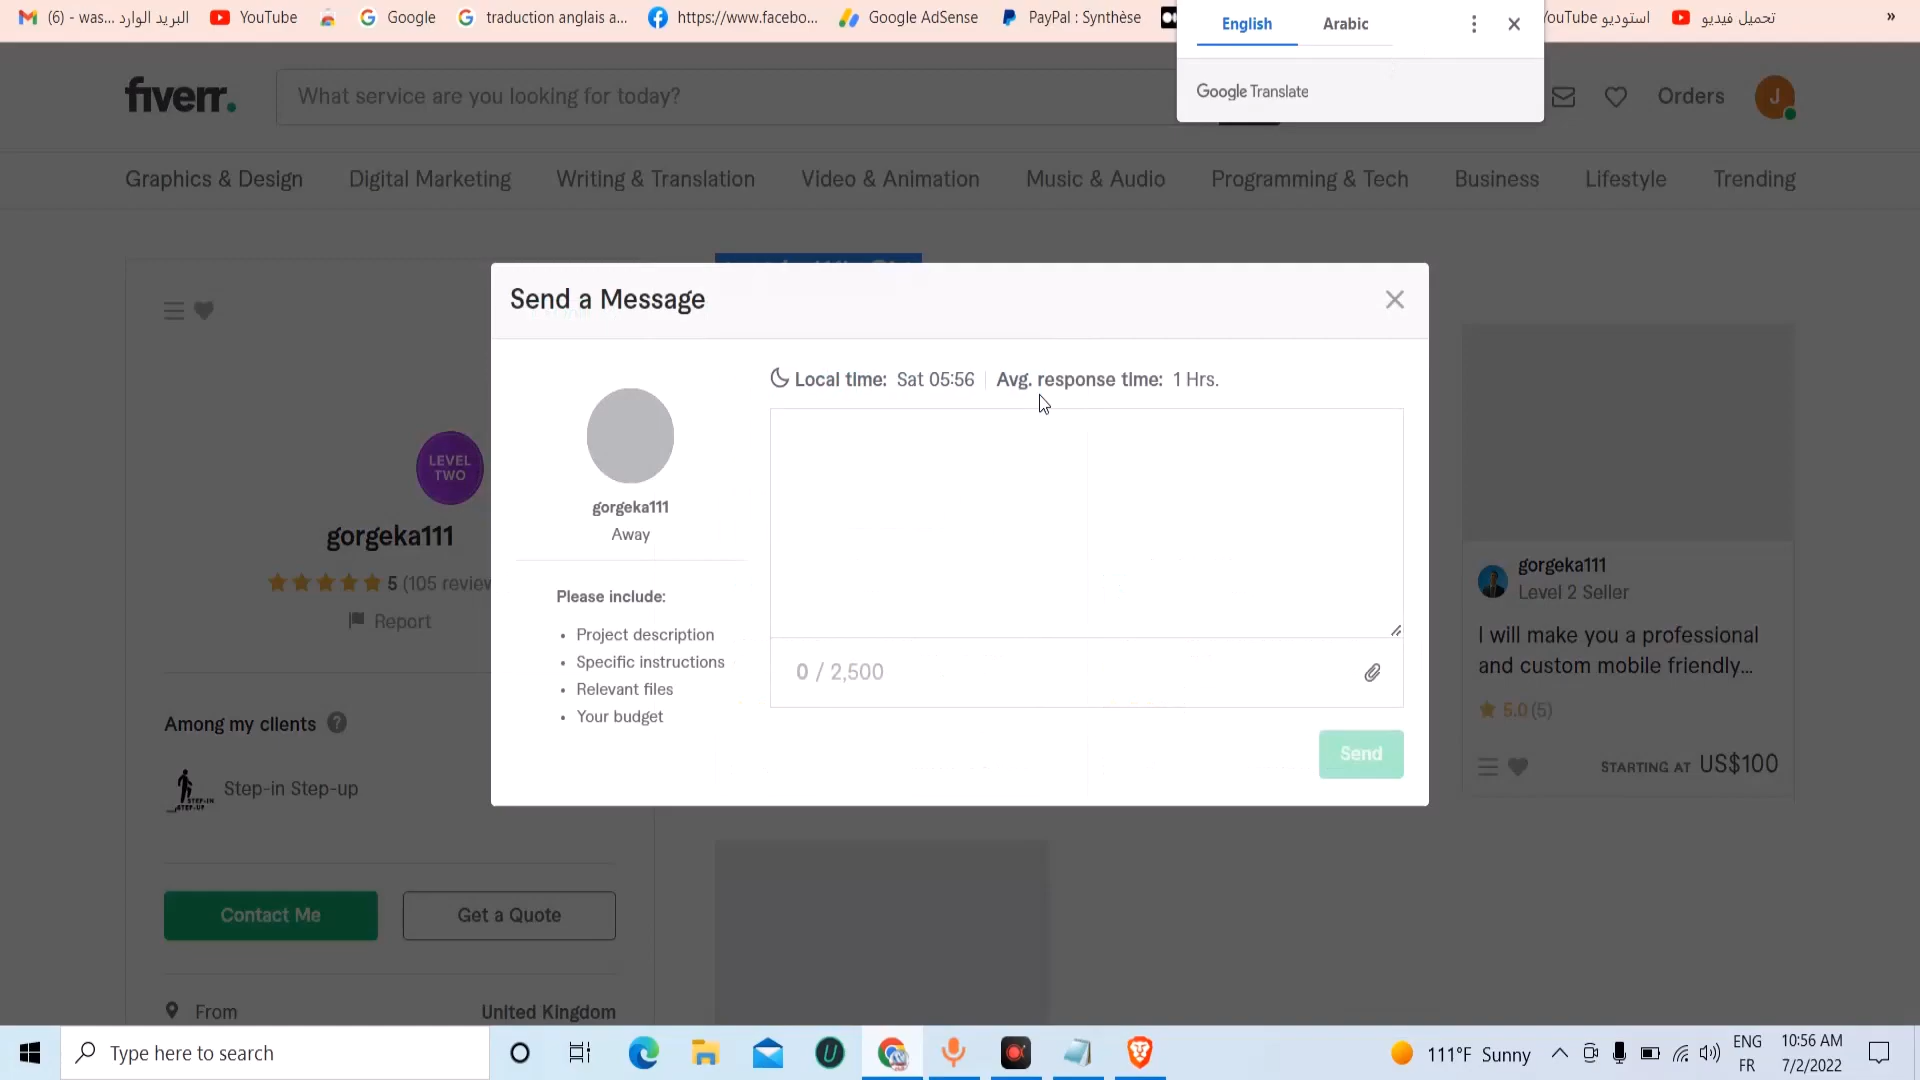 (6) - was... البريد الوارد
YouTube
Google
traduction anglais a...
https://www.facebo...
Google AdSense
PayPal : Synthèse
استوديو YouTube
تحميل فيديو
»
English
Arabic
Google Translate
fiverr.
What service are you looking for today?
Orders
J
Graphics & Design
Digital Marketing
Writing & Translation
Video & Animation
Music & Audio
Programming & Tech
Business
Lifestyle
Trending
Send a Message
Local time: Sat 05:56
Avg. response time: 1 Hrs.
gorgeka111
Away
Please include:
• Project description
• Specific instructions
• Relevant files
• Your budget
0 / 2,500
Send
LEVEL
TWO
gorgeka111
5 (105 review
Report
Among my clients ?
STEP-IN
STEP-UP
Step-in Step-up
Contact Me
Get a Quote
From
United Kingdom
gorgeka111
Level 2 Seller
I will make you a professional
and custom mobile friendly...
5.0 (5)
STARTING AT US$100
Type here to search
111°F Sunny
ENG
FR
10:56 AM
7/2/2022